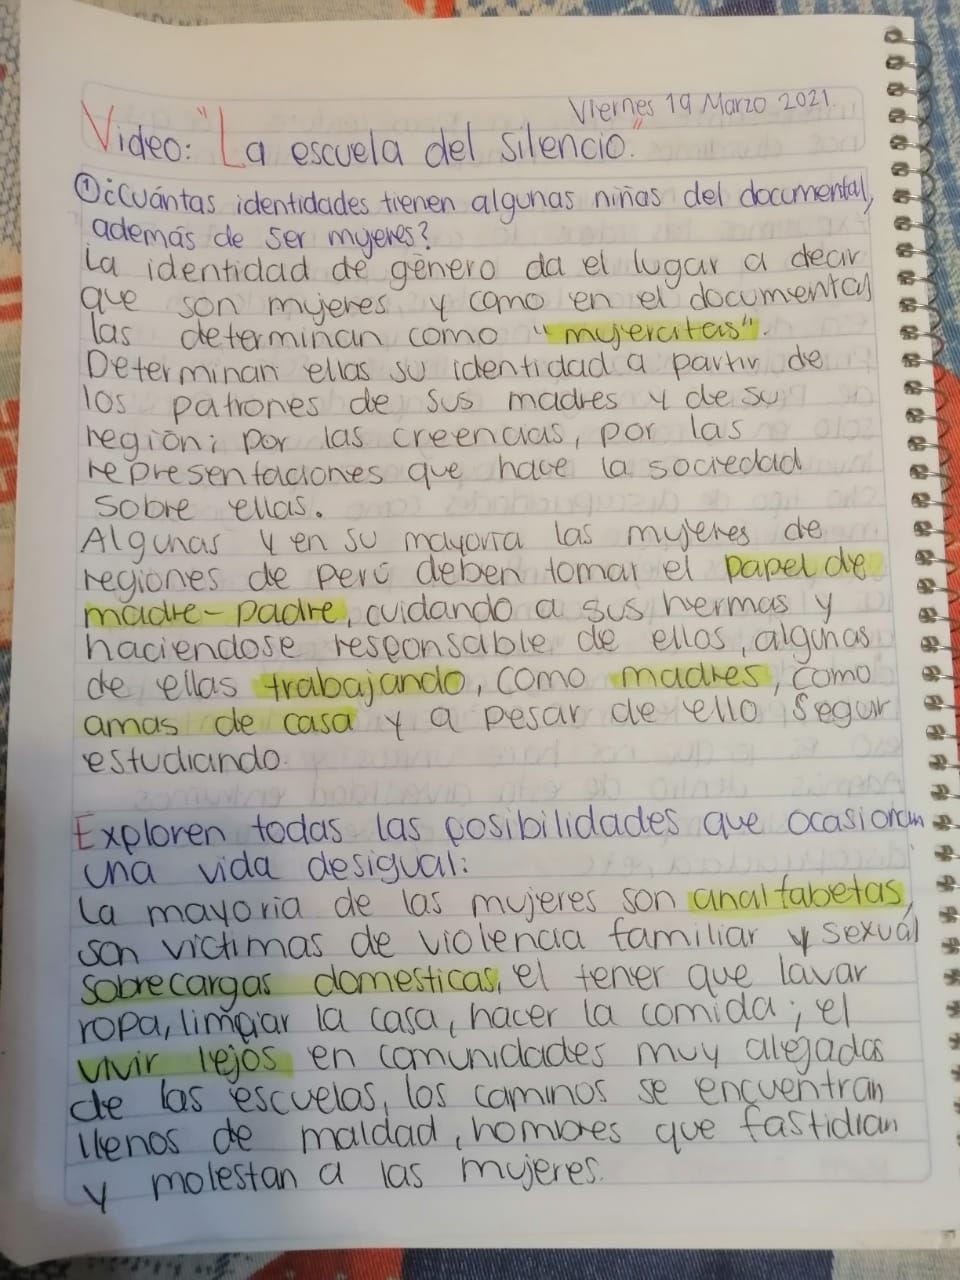 Viernes 19 Marzo 2021.
Video: "La escuela del silencio."
① ¿Cuántas identidades tienen algunas niñas del documental,
además de ser mujeres?
La identidad de género da el lugar a decir
que son mujeres y como en el documental
las determinan como "mujercitas".
Determinan ellas su identidad a partir de
los patrones de sus madres y de su
región; por las creencias, por las
representaciones que hace la sociedad
sobre ellas.
Algunas y en su mayoría las mujeres de
regiones de Perú deben tomar el papel de
madre-padre, cuidando a sus hermas y
haciendose responsable de ellos, algunas
de ellas trabajando, como madres, como
amas de casa y a pesar de ello segur
estudiando.
Exploren todas las posibilidades que ocasionan
una vida desigual:
La mayoria de las mujeres son analfabetas,
son víctimas de violencia familiar y sexual
sobrecargas domesticas, el tener que lavar
ropa, limpiar la casa, hacer la comida; el
vivir lejos en comunidades muy alejadas
de las escuelas, los caminos se encuentran
llenos de maldad, hombres que fastidian
y molestan a las mujeres.